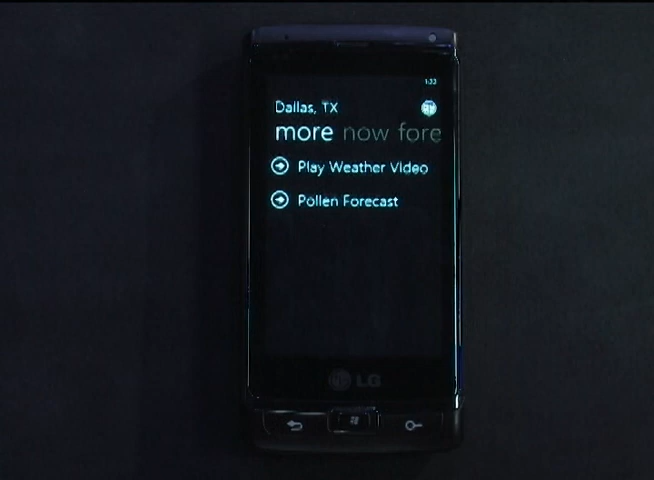 1:33
Dallas, TX
more now fore
Play Weather Video
Pollen Forecast
LG